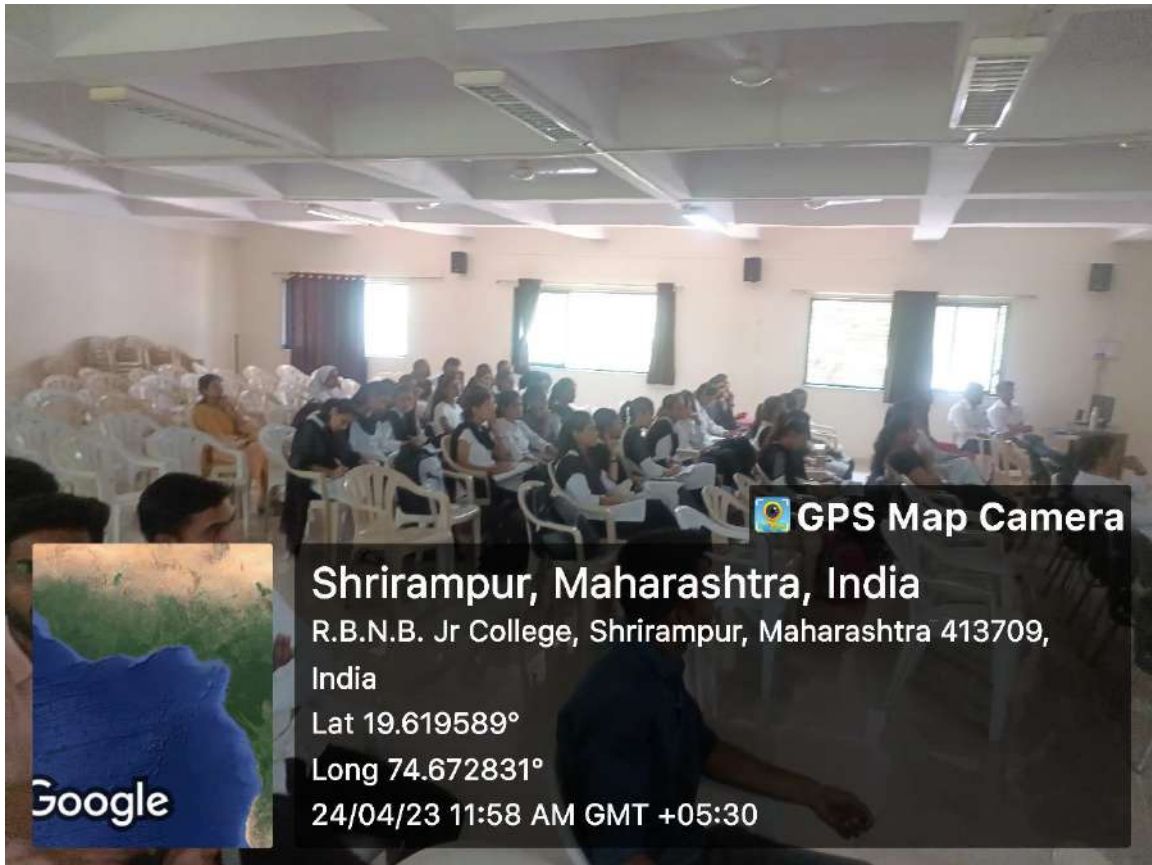 GPS Map Camera
Shrirampur, Maharashtra, India
R.B.N.B. Jr College, Shrirampur, Maharashtra 413709,
India
Lat 19.619589°
Long 74.672831°
24/04/23 11:58 AM GMT +05:30
Google